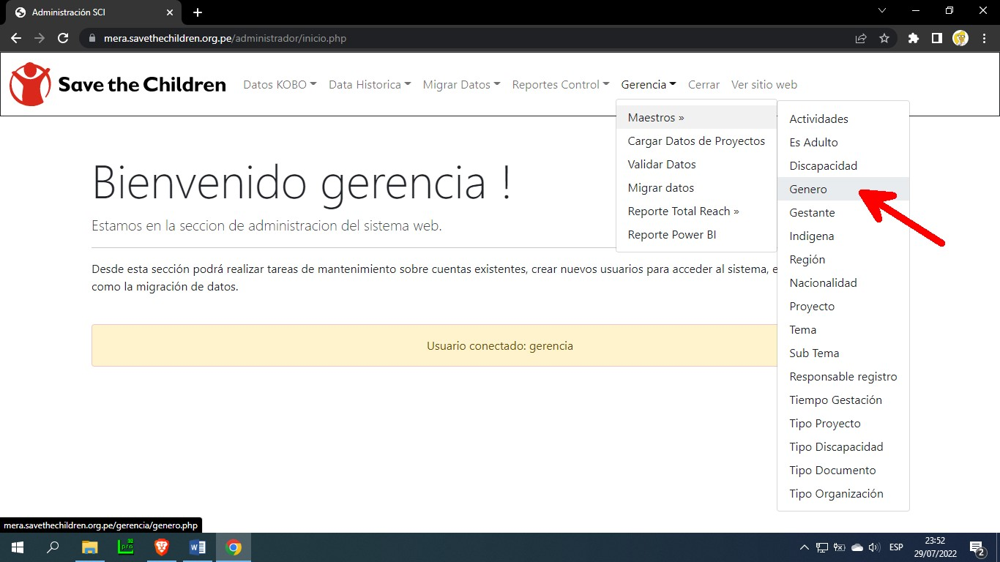 Administración SCI
mera.savethechildren.org.pe/administrador/inicio.php
Save the Children
Datos KOBO
Data Historica
Migrar Datos
Reportes Control
Gerencia
Cerrar
Ver sitio web
Maestros »
Cargar Datos de Proyectos
Validar Datos
Migrar datos
Reporte Total Reach »
Reporte Power BI
Actividades
Es Adulto
Discapacidad
Genero
Gestante
Indigena
Región
Nacionalidad
Proyecto
Tema
Sub Tema
Responsable registro
Tiempo Gestación
Tipo Proyecto
Tipo Discapacidad
Tipo Documento
Tipo Organización
Bienvenido gerencia !
Estamos en la seccion de administracion del sistema web.
Desde esta sección podrá realizar tareas de mantenimiento sobre cuentas existentes, crear nuevos usuarios para acceder al sistema, e
como la migración de datos.
Usuario conectado: gerencia
mera.savethechildren.org.pe/gerencia/genero.php
ESP
23:52
29/07/2022
2